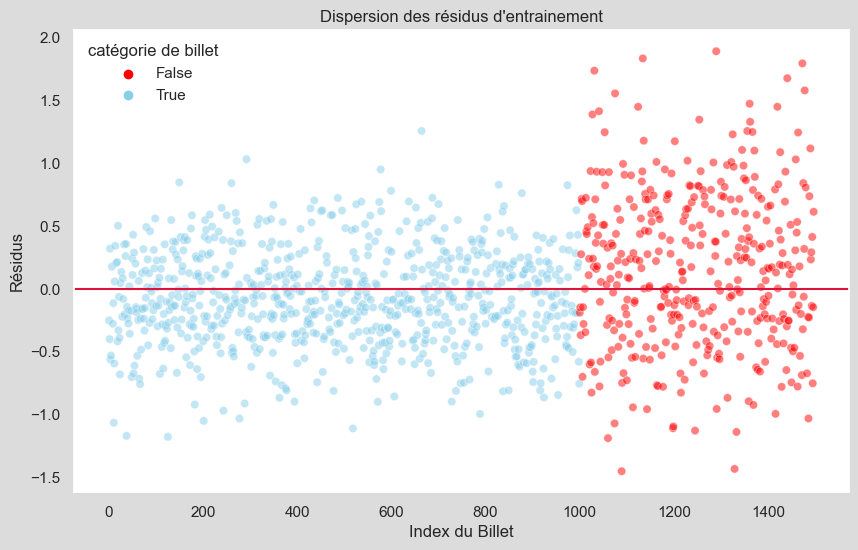 Dispersion des résidus d'entrainement
catégorie de billet
False
True
Résidus
2.0
1.5
1.0
0.5
0.0
−0.5
−1.0
−1.5
0 200 400 600 800 1000 1200 1400
Index du Billet